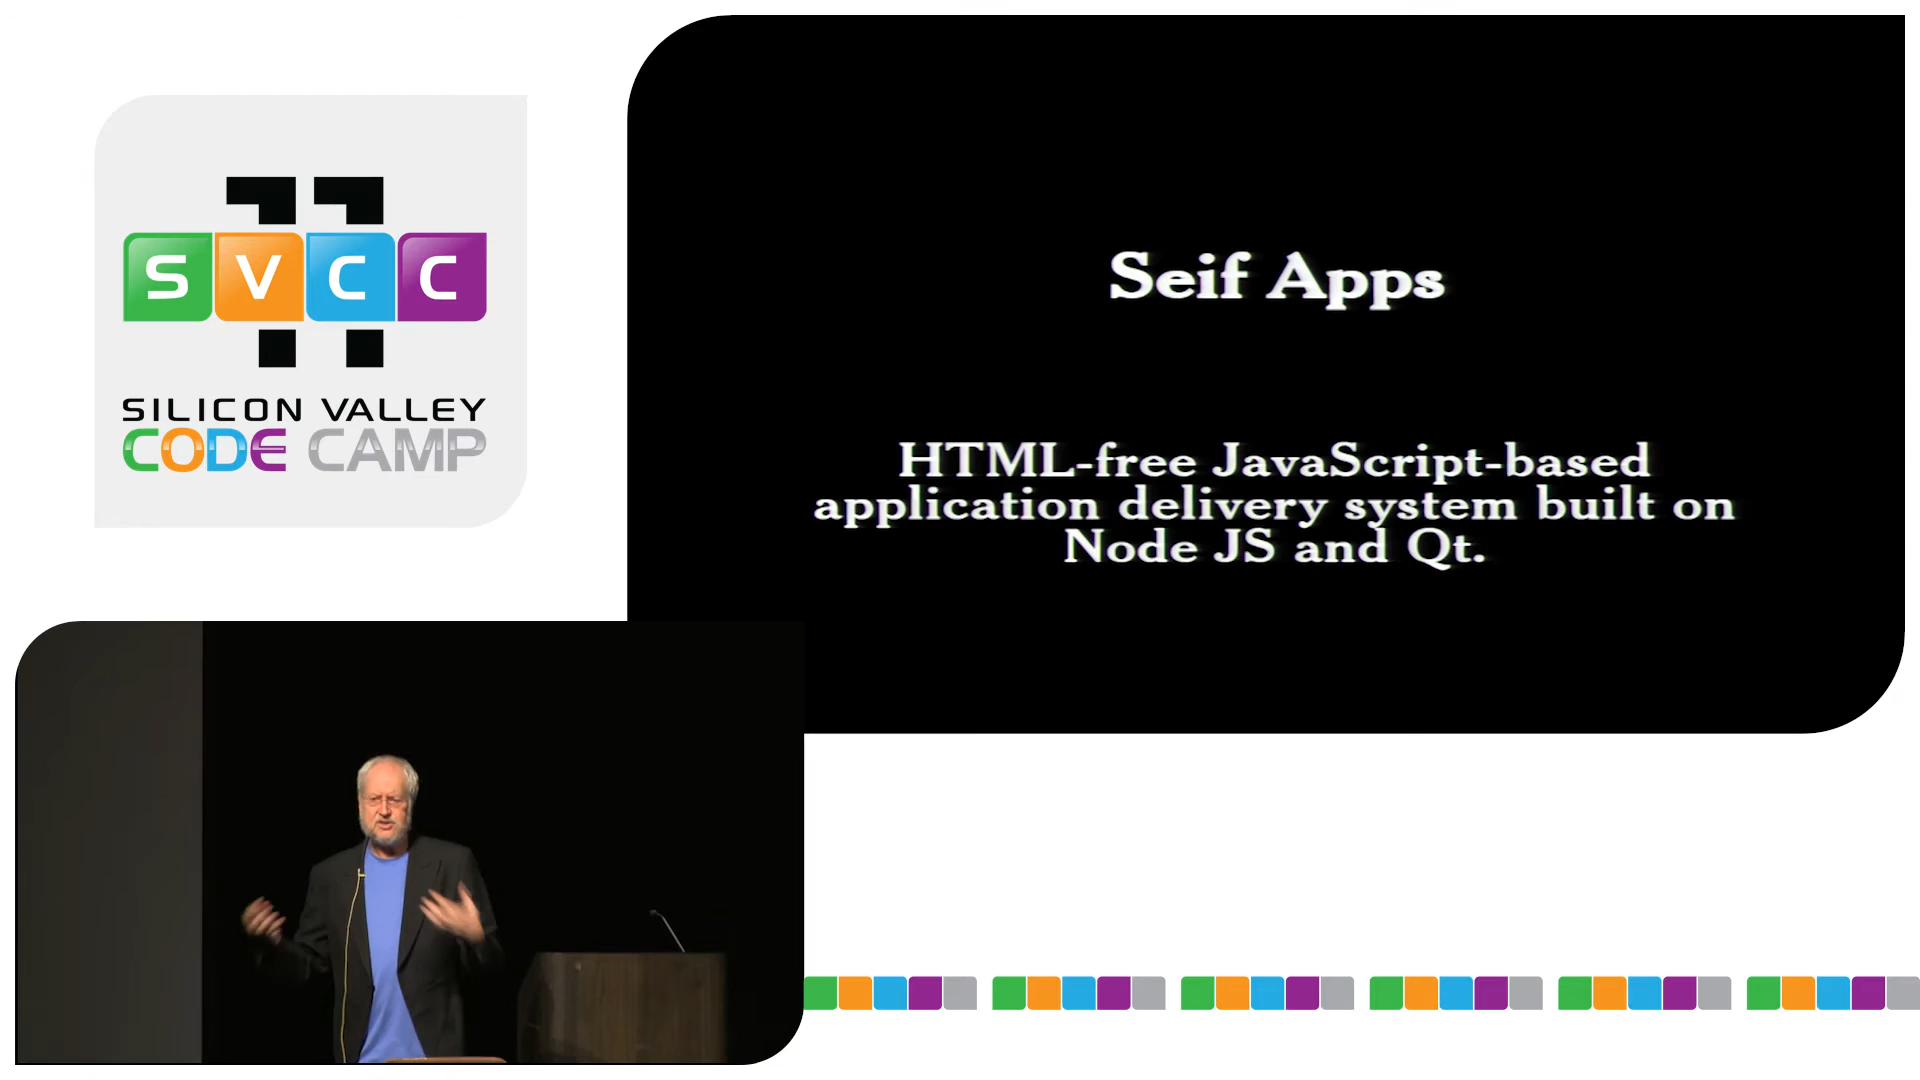 11
SVCC
SILICON VALLEY
CODE CAMP
Seif Apps
HTML-free JavaScript-based
application delivery system built on
Node JS and Qt.